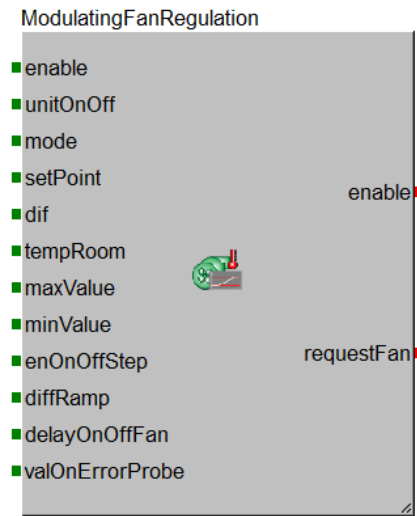 ModulatingFanRegulation
enable
unitOnOff
mode
setPoint
enable
dif
tempRoom
maxValue
minValue
enOnOffStep
requestFan
diffRamp
delayOnOffFan
valOnErrorProbe